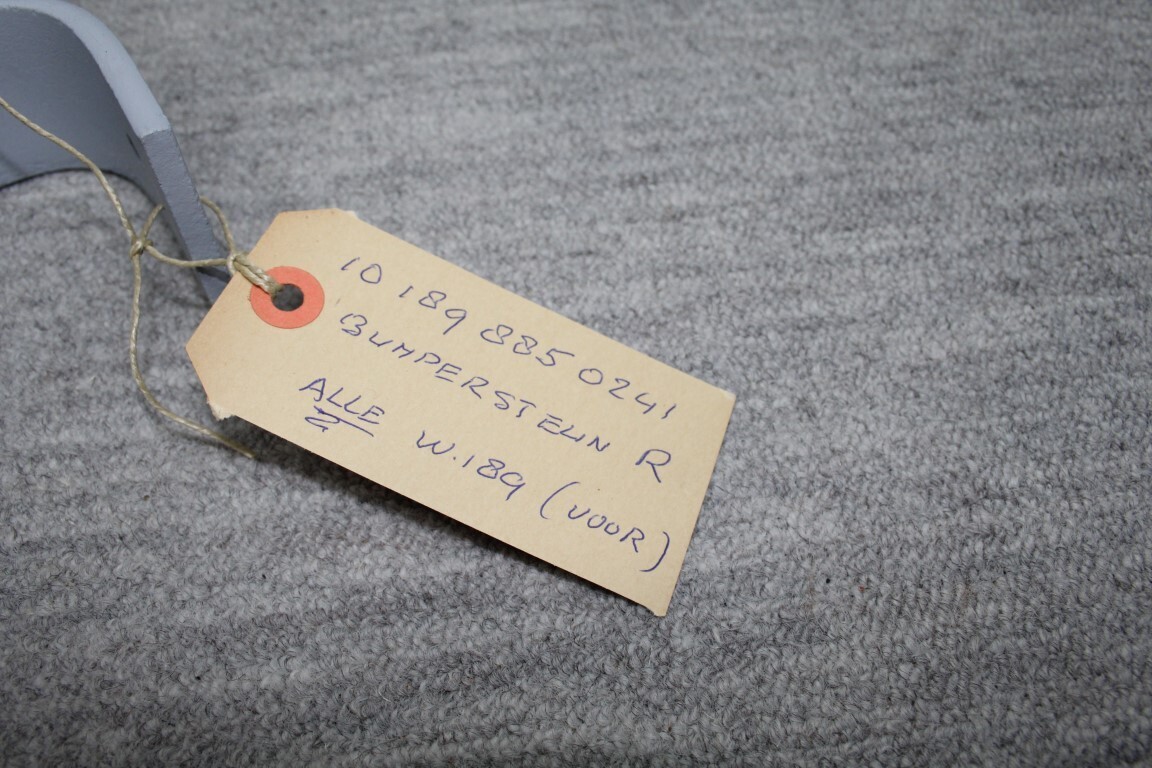 10 189 885 0241
BUMPERSTEUN R
ALLE W.189 (VOOR)